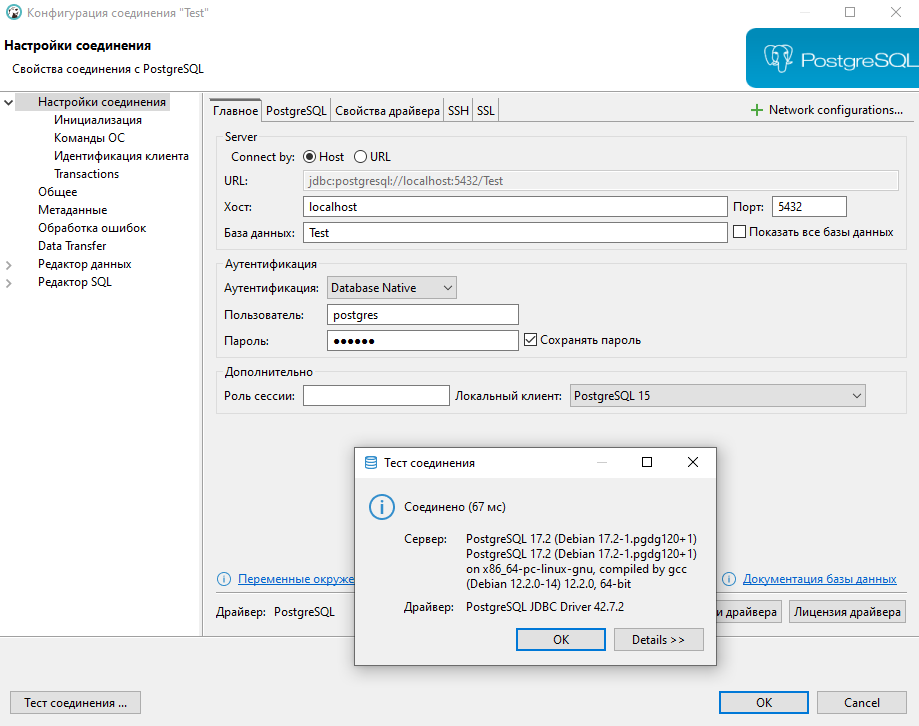 Конфигурация соединения "Test"
Настройки соединения
Свойства соединения с PostgreSQL
PostgreSQL
Настройки соединения
Инициализация
Команды ОС
Идентификация клиента
Transactions
Общее
Метаданные
Обработка ошибок
Data Transfer
Редактор данных
Редактор SQL
Главное PostgreSQL Свойства драйвера SSH SSL
Network configurations...
Server
Connect by: Host URL
URL: jdbc:postgresql://localhost:5432/Test
Хост: localhost Порт: 5432
База данных: Test Показать все базы данных
Аутентификация
Аутентификация: Database Native
Пользователь: postgres
Пароль: ●●●●●● Сохранять пароль
Дополнительно
Роль сессии: Локальный клиент: PostgreSQL 15
Тест соединения
Соединено (67 мс)
Сервер: PostgreSQL 17.2 (Debian 17.2-1.pgdg120+1)
PostgreSQL 17.2 (Debian 17.2-1.pgdg120+1)
on x86_64-pc-linux-gnu, compiled by gcc
(Debian 12.2.0-14) 12.2.0, 64-bit
Драйвер: PostgreSQL JDBC Driver 42.7.2
OK Details >>
Переменные окруже Документация базы данных
Драйвер: PostgreSQL и драйвера Лицензия драйвера
Тест соединения ... OK Cancel